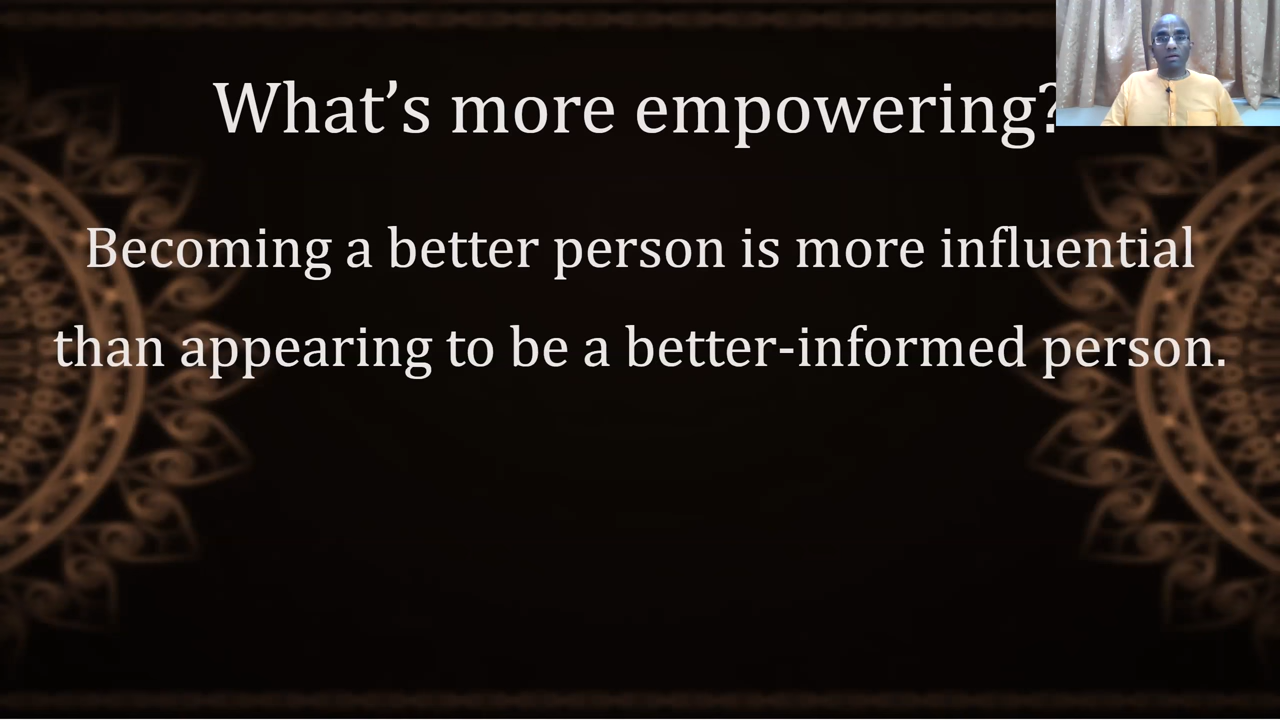 What’s more empowering?
Becoming a better person is more influential
than appearing to be a better-informed person.